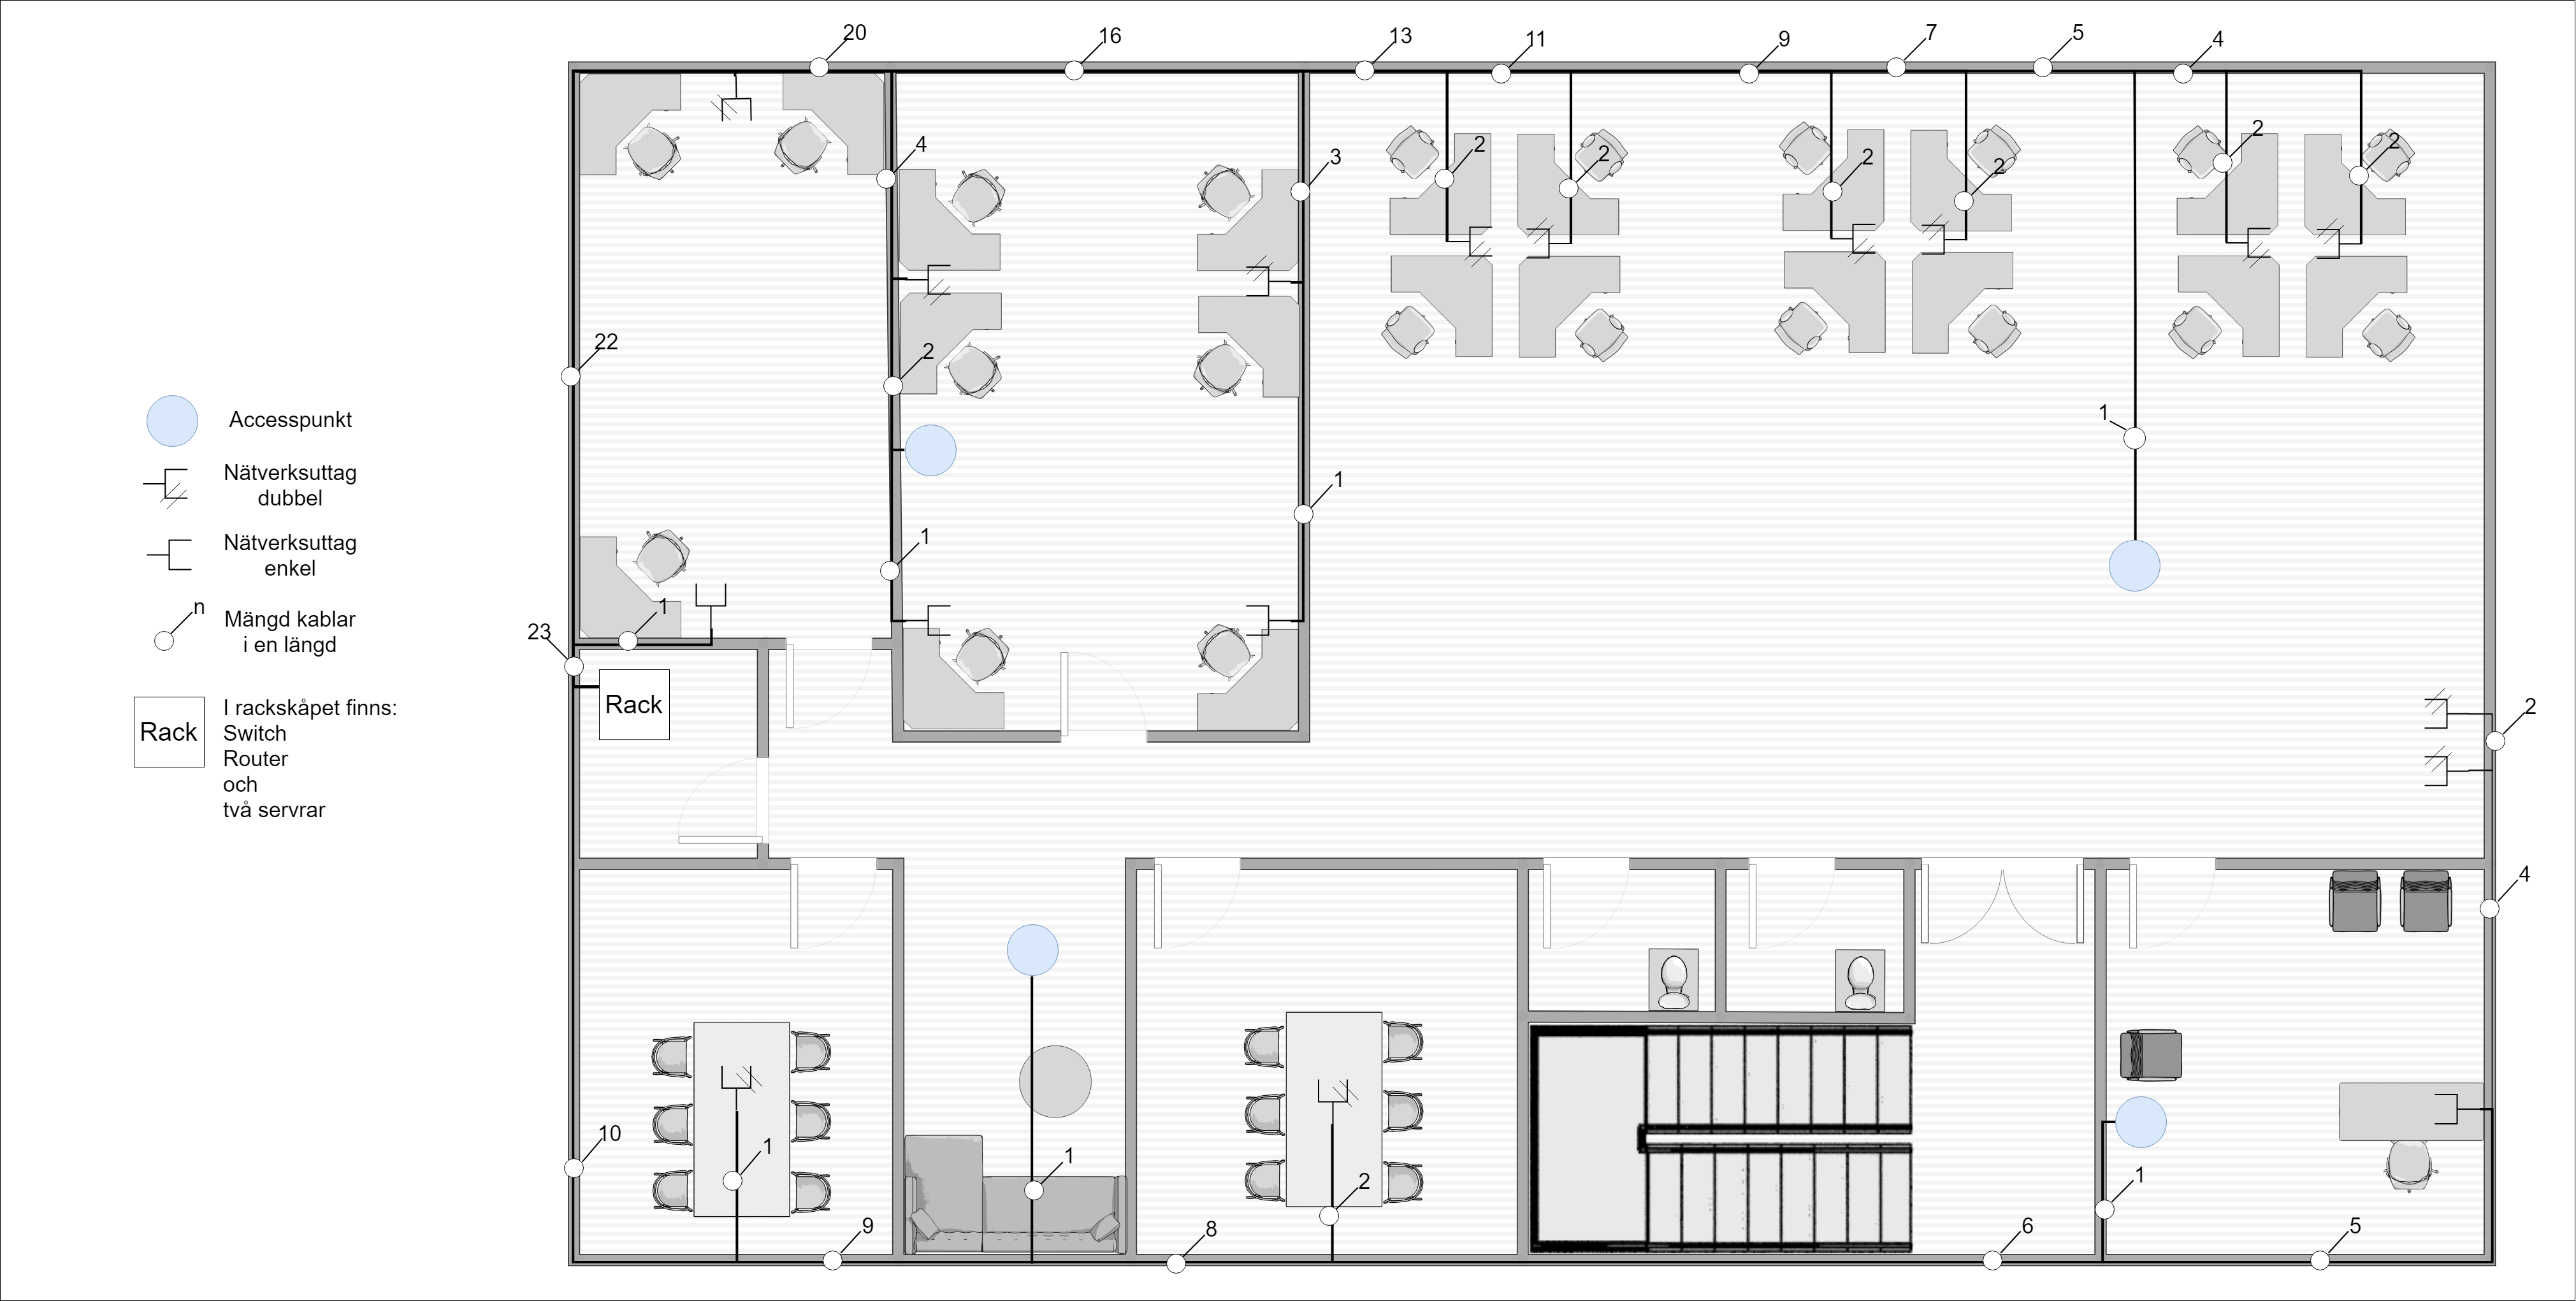 20
16
13
11
9
7
5
4
4
3
2
2
2
2
2
2
22
2
1
Accesspunkt
Nätverksuttag
dubbel
1
1
Nätverksuttag
enkel
n
Mängd kablar
i en längd
1
23
Rack
Rack
I rackskåpet finns:
Switch
Router
och
två servrar
2
4
10
1
1
2
1
9
8
6
5